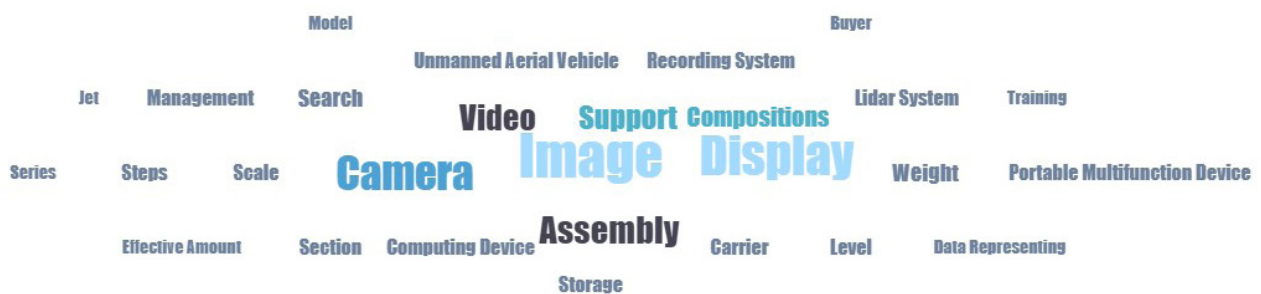 Model Buyer
Unmanned Aerial Vehicle Recording System
Jet Management Search Lidar System Training
Video Support Compositions
Image Display
Series Steps Scale Camera Weight Portable Multifunction Device
Assembly
Effective Amount Section Computing Device Carrier Level Data Representing
Storage